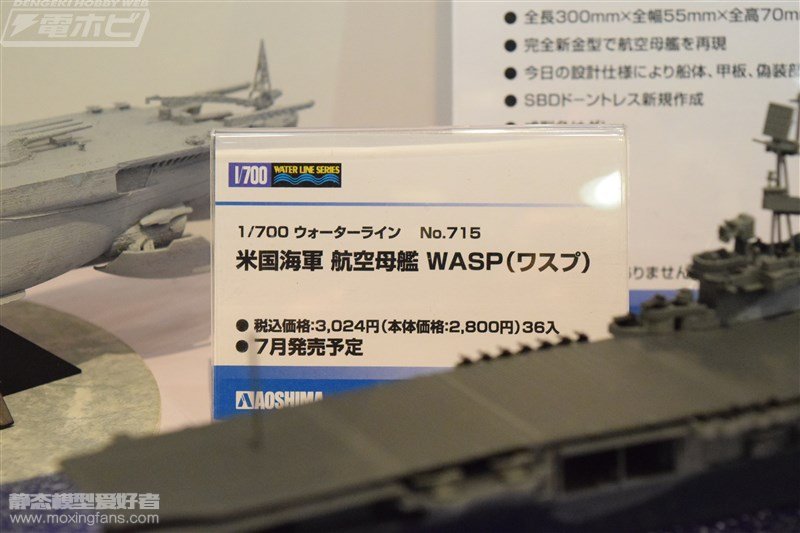 DENGEKI HOBBY WEB
電ホビ
● 全長300mm×全幅55mm×全高70m
● 完全新金型で航空母艦を再現
● 今日の設計仕様により船体、甲板、偽装部
● SBDドーントレス新規作成
1/700 WATER LINE SERIES
1/700 ウォーターライン No.715
米国海軍 航空母艦 WASP(ワスプ)
● 税込価格:3,024円(本体価格:2,800円)36入
● 7月発売予定
ありません
AOSHIMA
静态模型爱好者
www.moxingfans.com